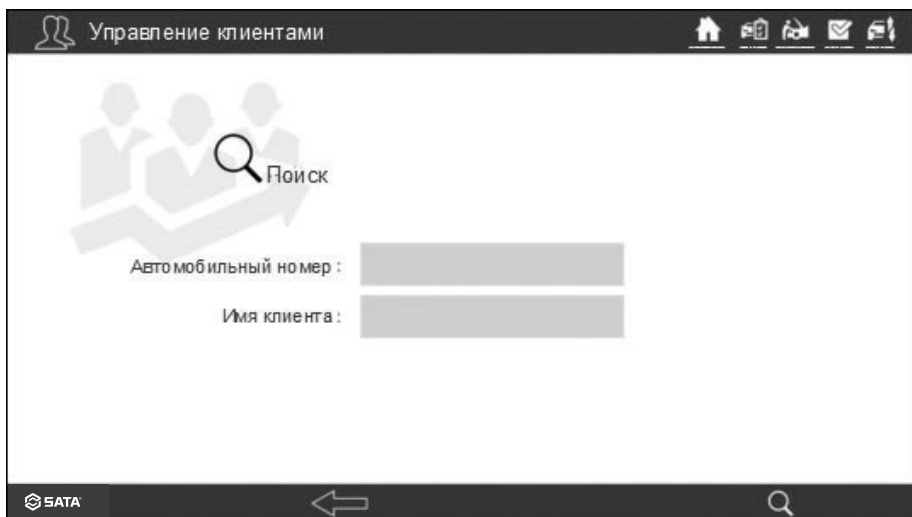 Управление клиентами
Поиск
Автомобильный номер :
Имя клиента :
SATA